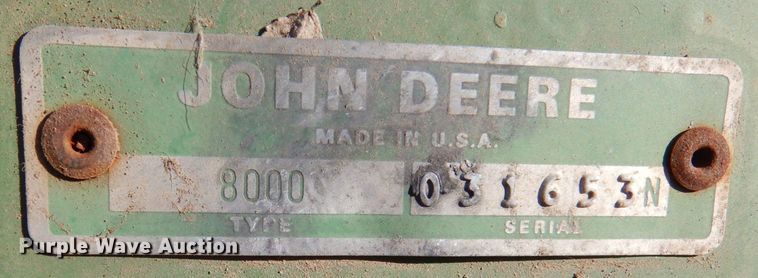 JOHN DEERE
MADE IN U.S.A.
8000 031653N
TYPE SERIAL
Purple Wave Auction